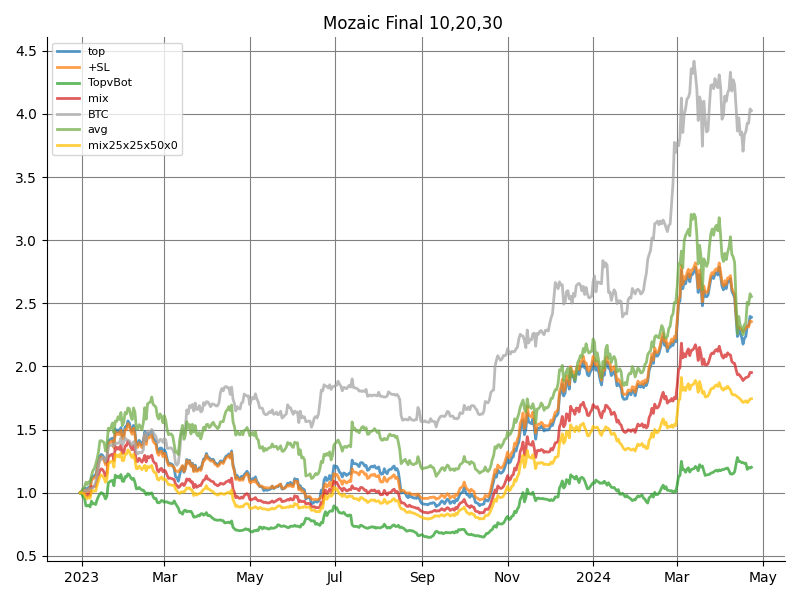 Mozaic Final 10,20,30
top
+SL
TopvBot
mix
BTC
avg
mix25x25x50x0
4.5
4.0
3.5
3.0
2.5
2.0
1.5
1.0
0.5
2023 Mar May Jul Sep Nov 2024 Mar May